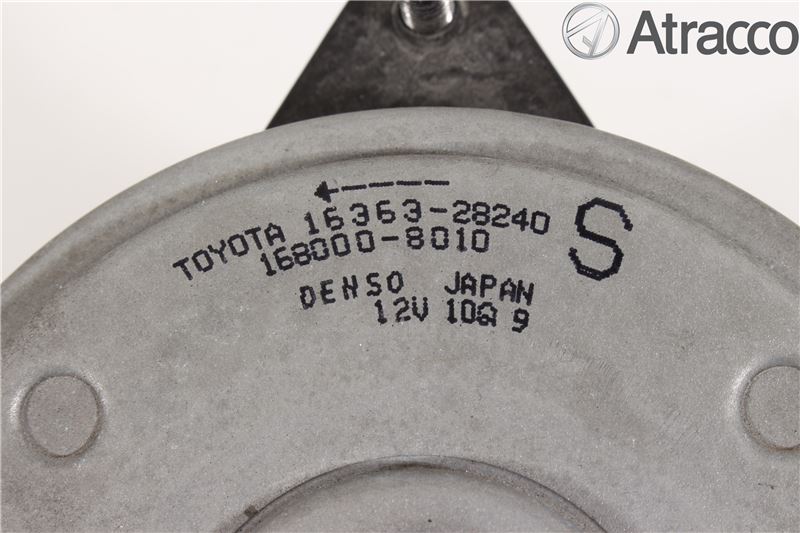 Atracco
TOYOTA 16363-28240 S
168000-8010
DENSO JAPAN
12V 10Q 9